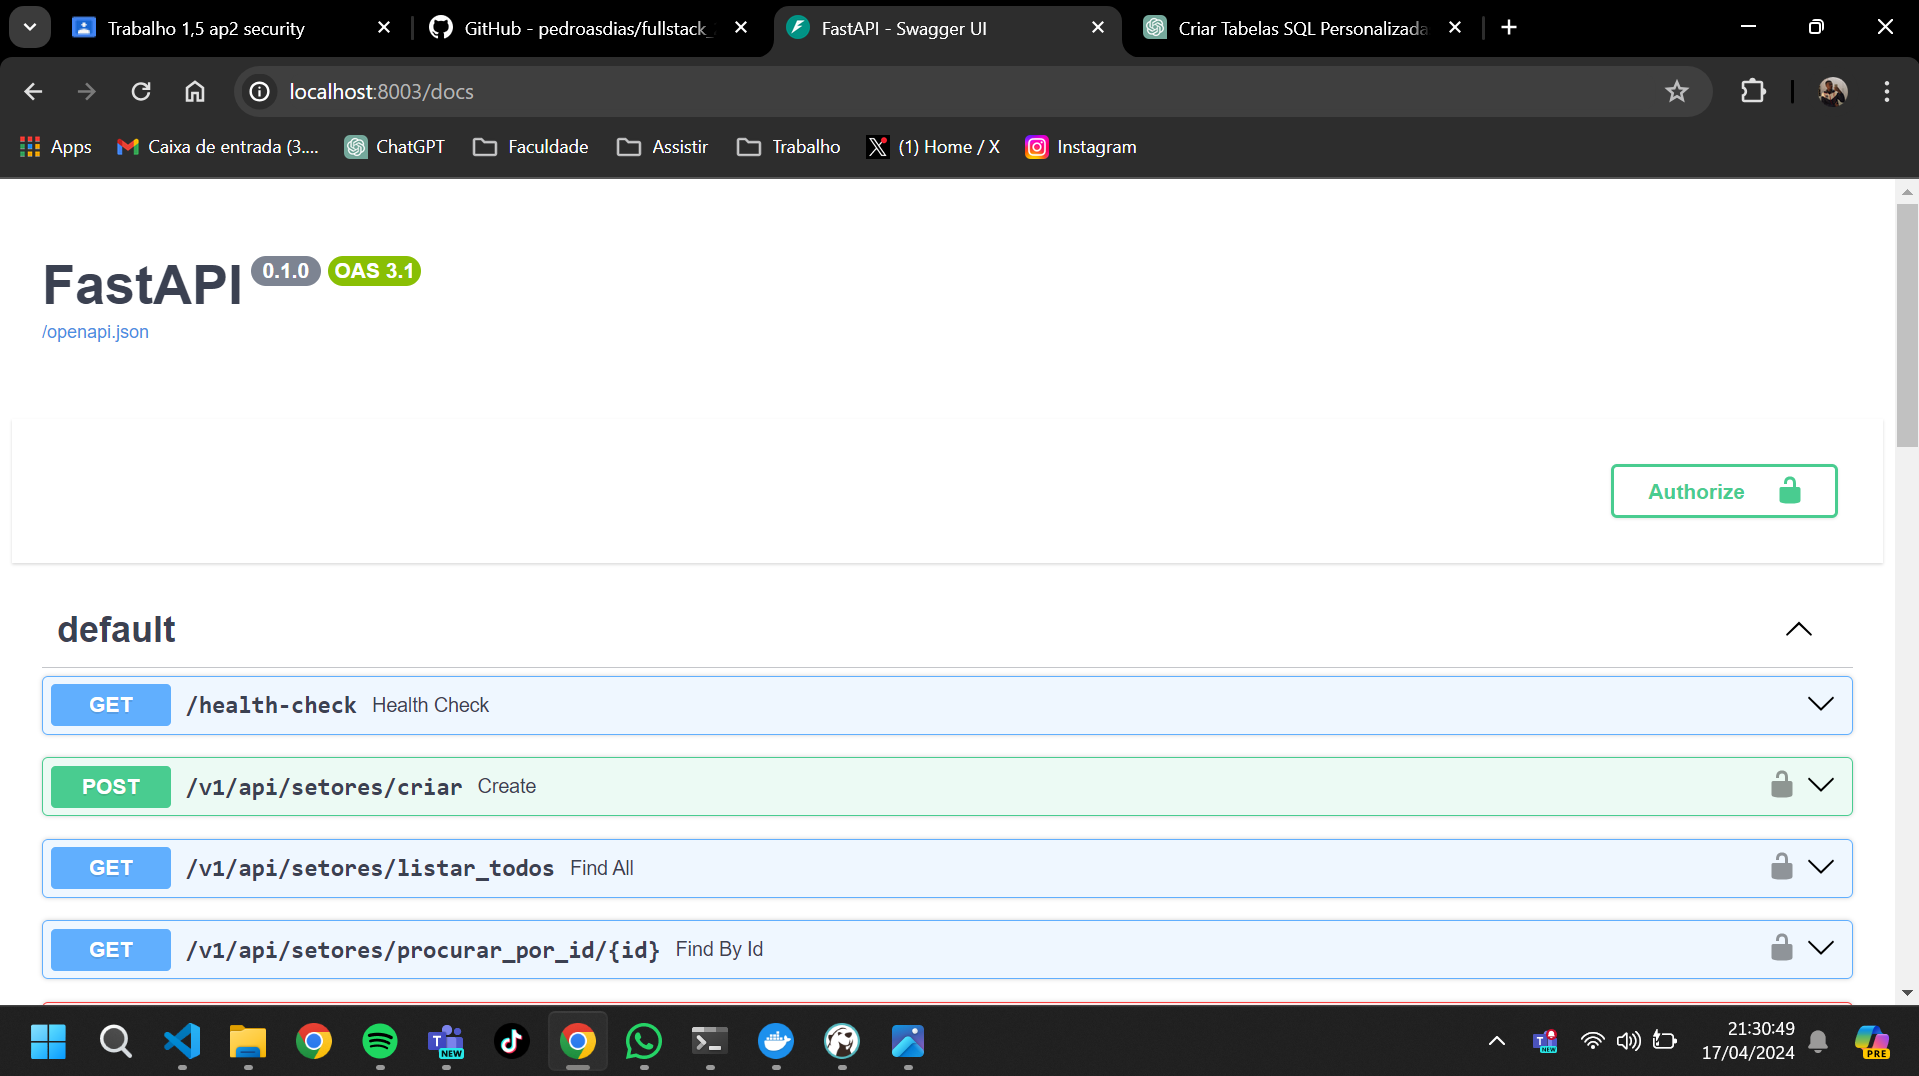 Trabalho 1,5 ap2 security
GitHub - pedroasdias/fullstack_
FastAPI - Swagger UI
Criar Tabelas SQL Personalizada
localhost:8003/docs
Apps
Caixa de entrada (3....
ChatGPT
Faculdade
Assistir
Trabalho
(1) Home / X
Instagram
FastAPI 0.1.0 OAS 3.1
/openapi.json
Authorize
default
GET /health-check Health Check
POST /v1/api/setores/criar Create
GET /v1/api/setores/listar_todos Find All
GET /v1/api/setores/procurar_por_id/{id} Find By Id
NEW
NEW
21:30:49
17/04/2024
PRE